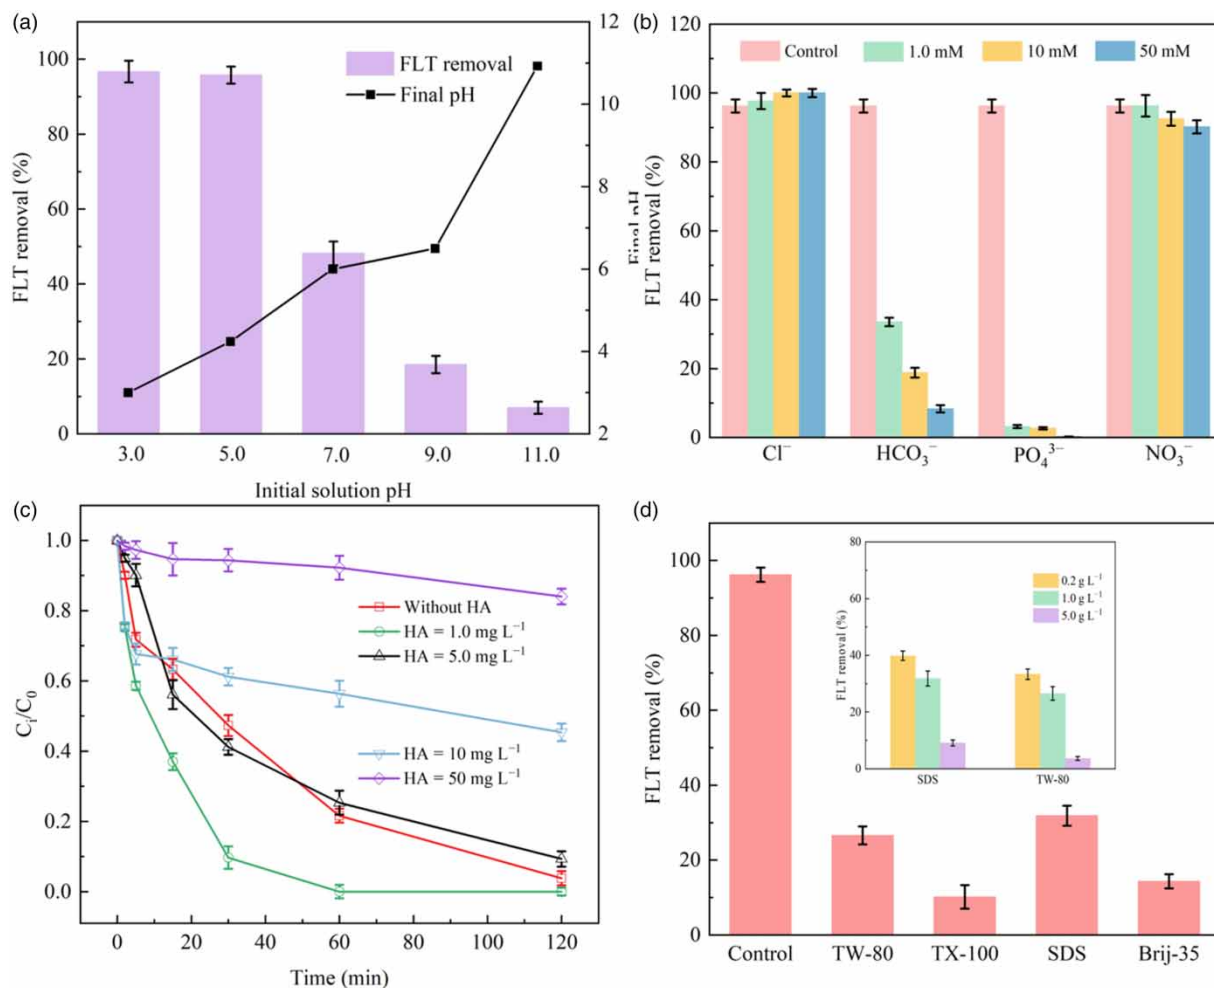 (a)
12
100
80
60
40
20
0
10
8
6
4
2
FLT removal
Final pH
FLT removal (%)
Final pH
3.0 5.0 7.0 9.0 11.0
Initial solution pH
(b)
120
100
80
60
40
20
0
Control 1.0 mM 10 mM 50 mM
FLT removal (%)
Cl⁻ HCO₃⁻ PO₄³⁻ NO₃⁻
(c)
1.0
0.8
0.6
0.4
0.2
0.0
Without HA
HA = 1.0 mg L⁻¹
HA = 5.0 mg L⁻¹
HA = 10 mg L⁻¹
HA = 50 mg L⁻¹
Cᵢ/C₀
0 20 40 60 80 100 120
Time (min)
(d)
100
80
60
40
20
0
FLT removal (%)
80
60
40
20
0
FLT removal (%)
0.2 g L⁻¹
1.0 g L⁻¹
5.0 g L⁻¹
SDS TW-80
Control TW-80 TX-100 SDS Brij-35